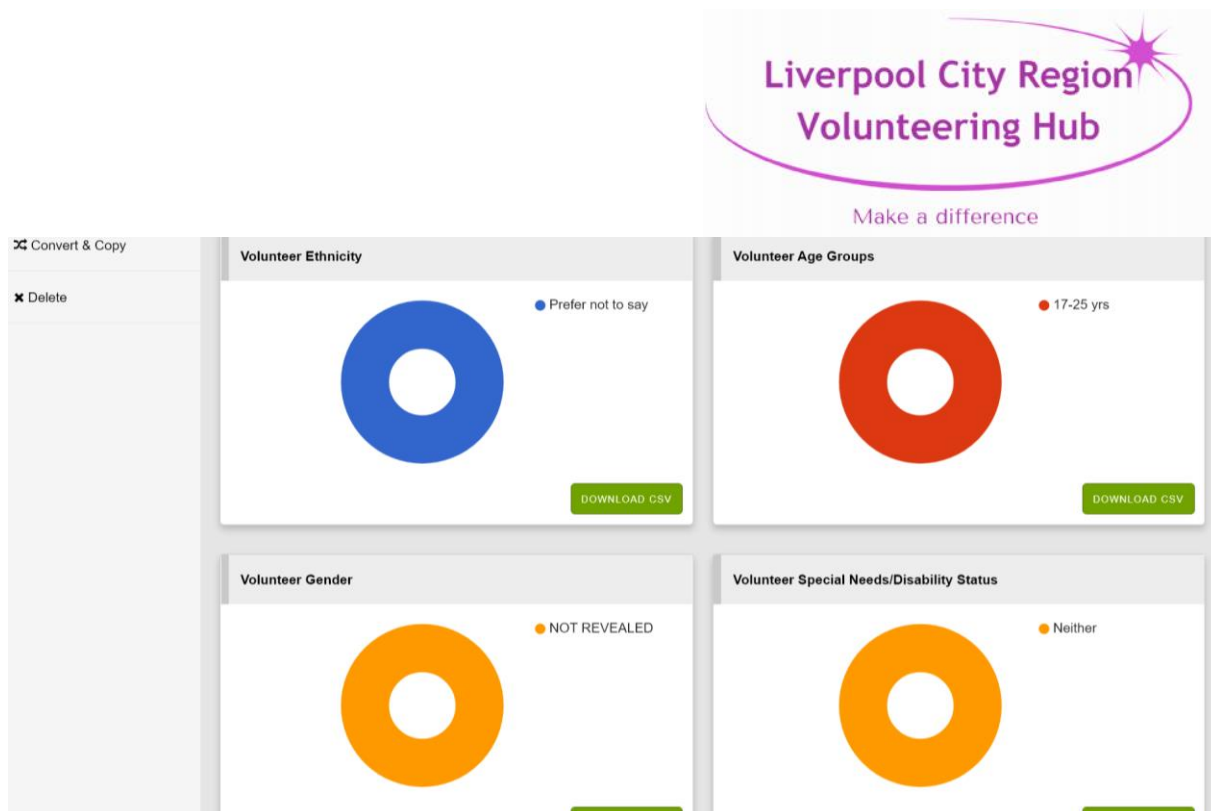 Liverpool City Region
Volunteering Hub
Make a difference
Convert & Copy
Delete
Volunteer Ethnicity
Prefer not to say
DOWNLOAD CSV
Volunteer Age Groups
17-25 yrs
DOWNLOAD CSV
Volunteer Gender
NOT REVEALED
Volunteer Special Needs/Disability Status
Neither